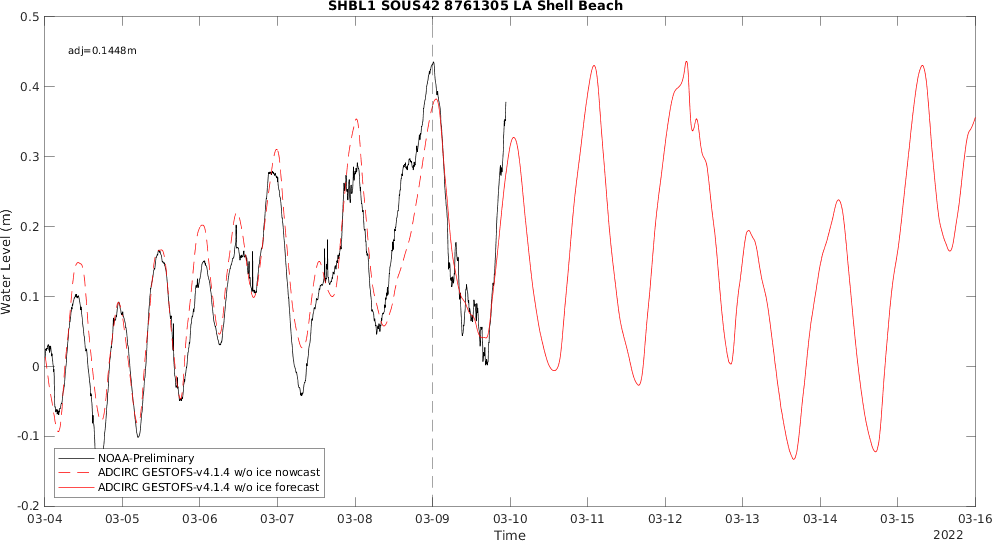 SHBL1 SOUS42 8761305 LA Shell Beach
0.5
adj=0.1448m
0.4
0.3
0.2
0.1
0
-0.1
-0.2
Water Level (m)
NOAA-Preliminary
ADCIRC GESTOFS-v4.1.4 w/o ice nowcast
ADCIRC GESTOFS-v4.1.4 w/o ice forecast
03-04 03-05 03-06 03-07 03-08 03-09 03-10 03-11 03-12 03-13 03-14 03-15 03-16
Time
2022